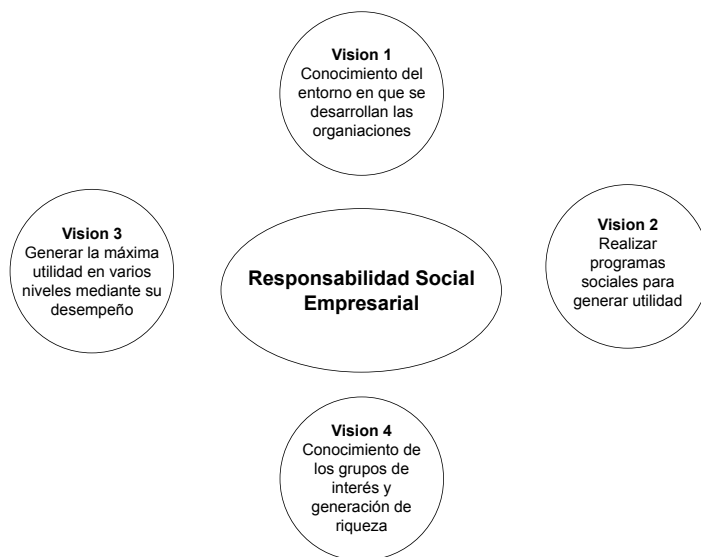 Vision 1
Conocimiento del
entorno en que se
desarrollan las
organiaciones
Vision 3
Generar la máxima
utilidad en varios
niveles mediante su
desempeño
Responsabilidad Social
Empresarial
Vision 2
Realizar
programas
sociales para
generar utilidad
Vision 4
Conocimiento de
los grupos de
interés y
generación de
riqueza